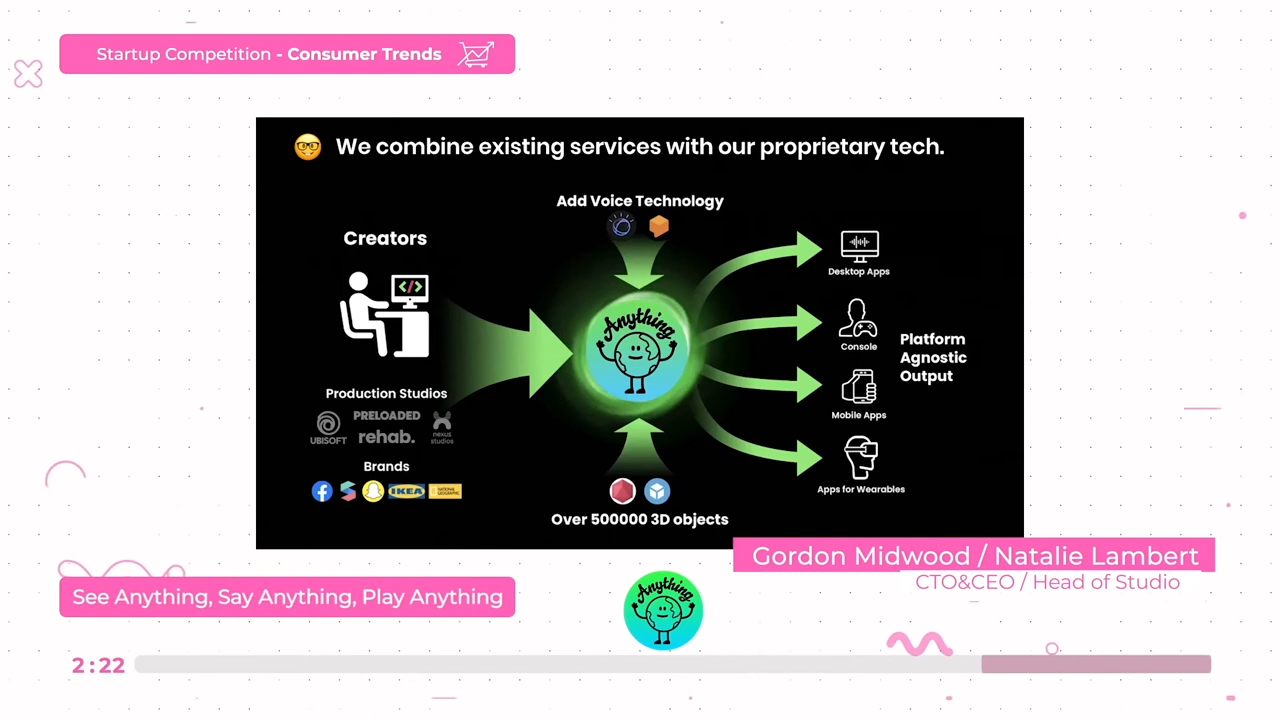 Startup Competition - Consumer Trends
We combine existing services with our proprietary tech.
Add Voice Technology
Creators
</>
Anything
Production Studios
UBISOFT
PRELOADED
rehab.
nexus
studios
Brands
IKEA
NATIONAL
GEOGRAPHIC
Over 500000 3D objects
Desktop Apps
Console
Mobile Apps
Apps for Wearables
Platform
Agnostic
Output
Gordon Midwood / Natalie Lambert
CTO&CEO / Head of Studio
See Anything, Say Anything, Play Anything
Anything
2:22